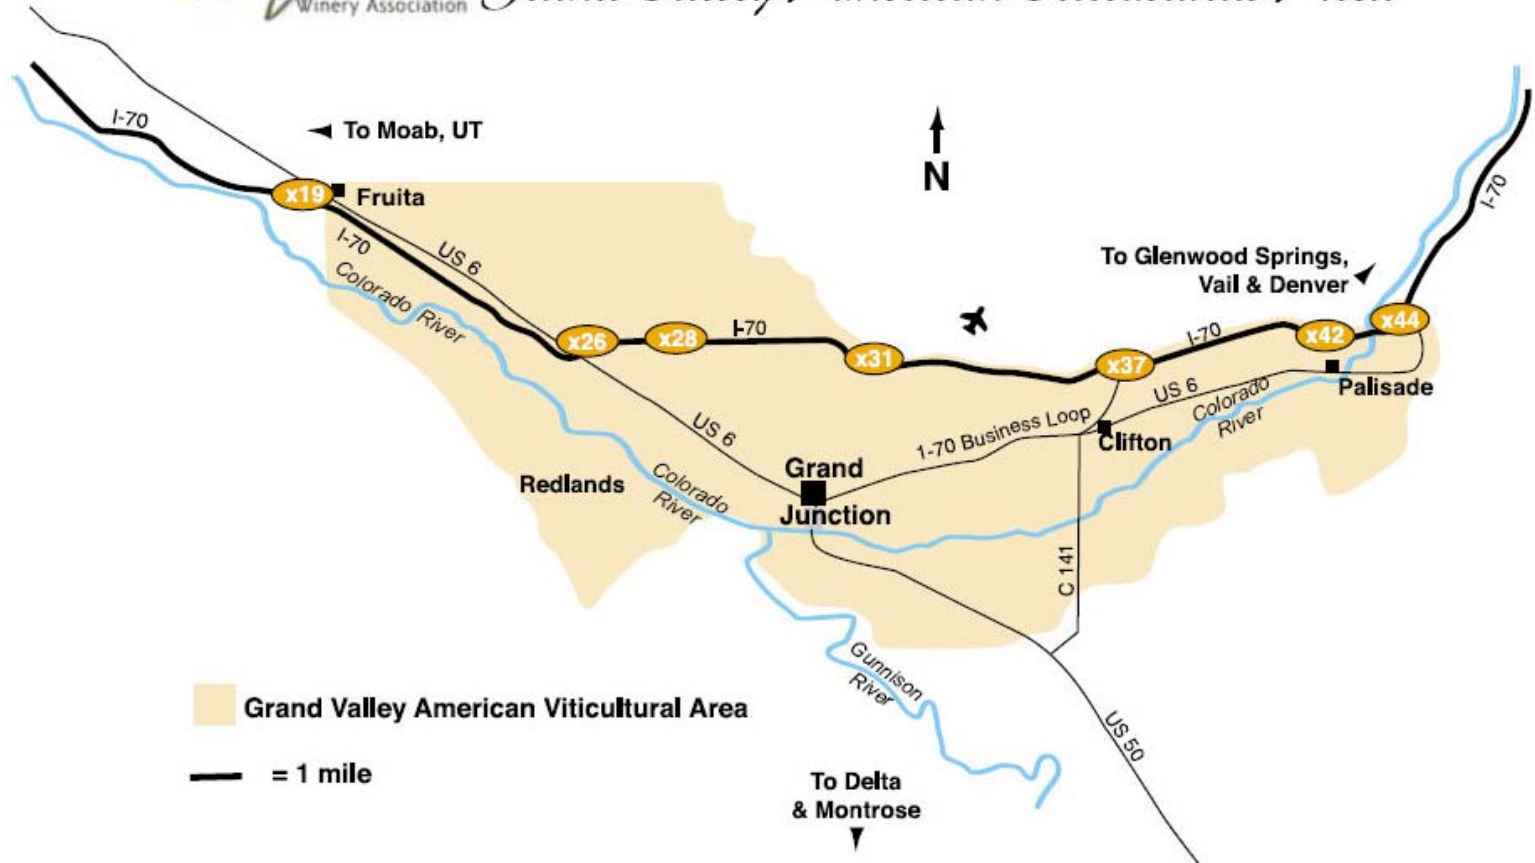 Winery Association
I-70
To Moab, UT
N
x19
Fruita
I-70
US 6
I-70
To Glenwood Springs,
Vail & Denver
Colorado River
x26
x28
I-70
x31
x37
I-70
x42
x44
Palisade
US 6
Colorado
River
US 6
1-70 Business Loop
Clifton
Redlands
Colorado
River
Grand
Junction
C 141
Gunnison
River
US 50
Grand Valley American Viticultural Area
= 1 mile
To Delta
& Montrose